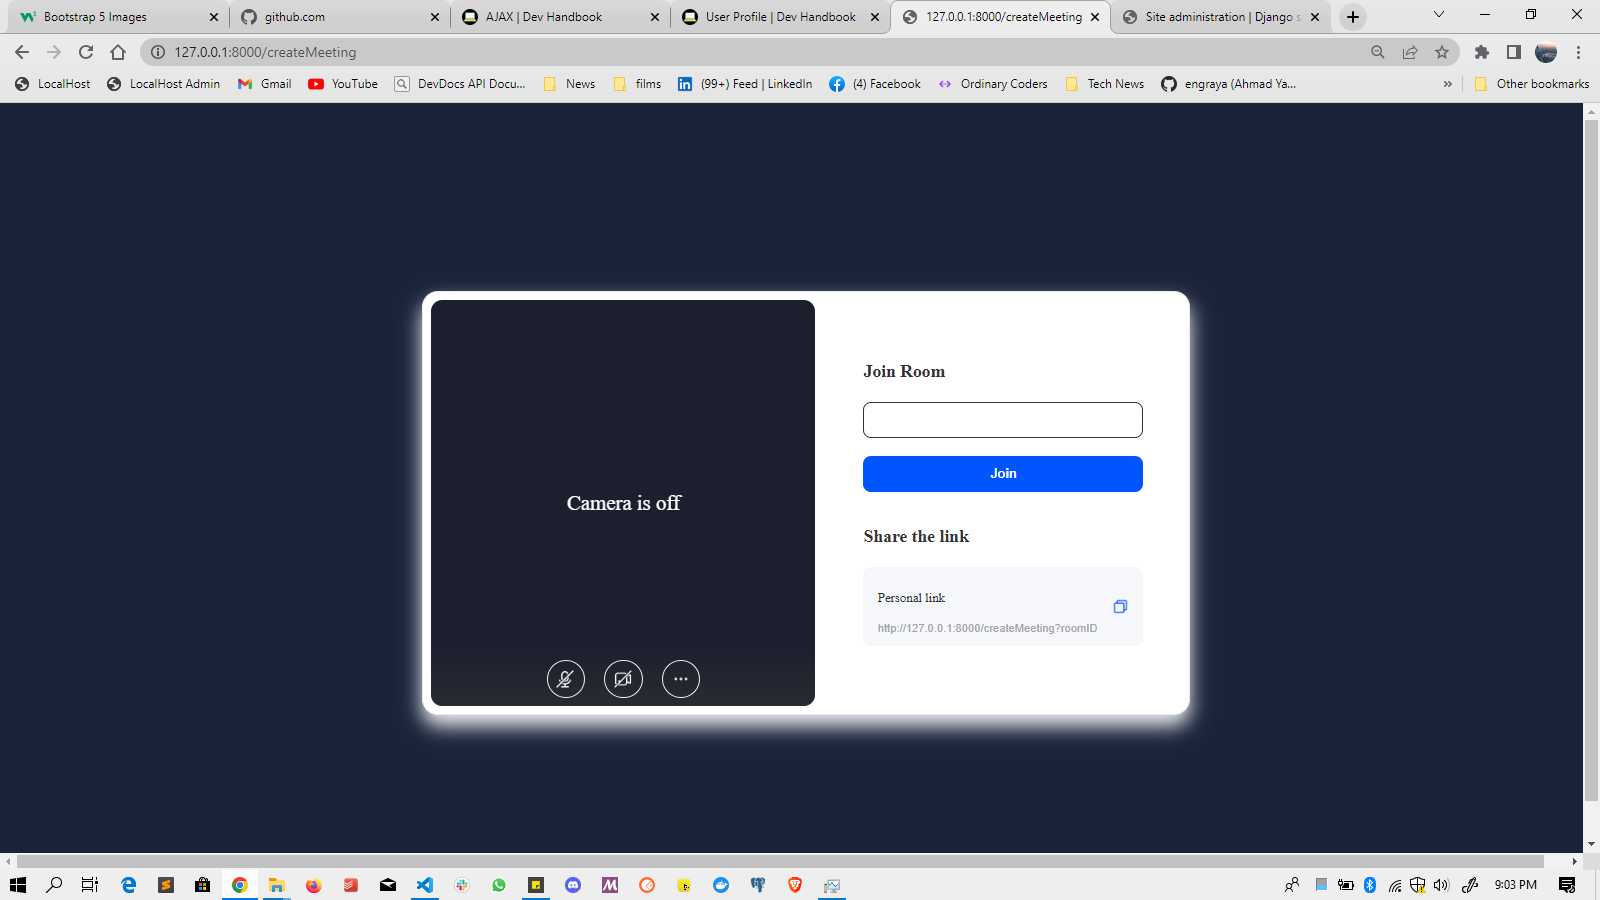 Bootstrap 5 Images
github.com
AJAX | Dev Handbook
User Profile | Dev Handbook
127.0.0.1:8000/createMeeting
Site administration | Django s
127.0.0.1:8000/createMeeting
LocalHost
LocalHost Admin
Gmail
YouTube
DevDocs API Docu...
News
films
(99+) Feed | LinkedIn
(4) Facebook
Ordinary Coders
Tech News
engraya (Ahmad Ya...
»
Other bookmarks
Camera is off
Join Room
Join
Share the link
Personal link
http://127.0.0.1:8000/createMeeting?roomID
9:03 PM